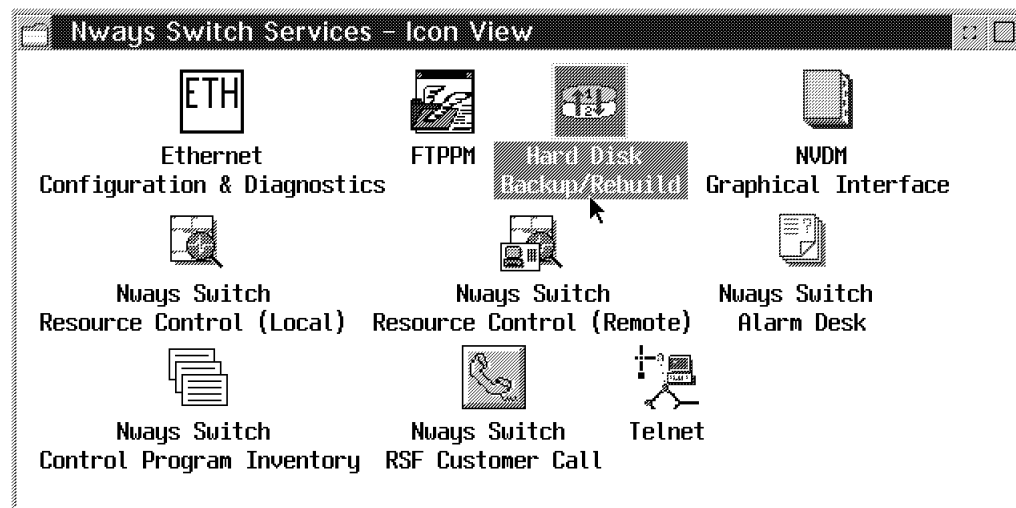 Nways Switch Services - Icon View
ETH
Ethernet
Configuration & Diagnostics
FTPPM
1
2
Hard Disk
Backup/Rebuild
NVDM
Graphical Interface
Nways Switch
Resource Control (Local)
Nways Switch
Resource Control (Remote)
?
Nways Switch
Alarm Desk
Nways Switch
Control Program Inventory
Nways Switch
RSF Customer Call
Telnet